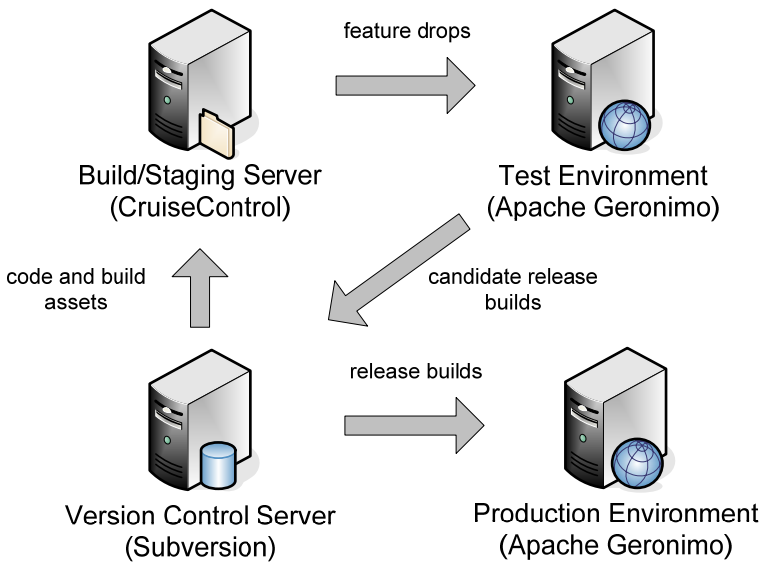 feature drops
Build/Staging Server
(CruiseControl)
Test Environment
(Apache Geronimo)
code and build
assets
candidate release
builds
release builds
Version Control Server
(Subversion)
Production Environment
(Apache Geronimo)